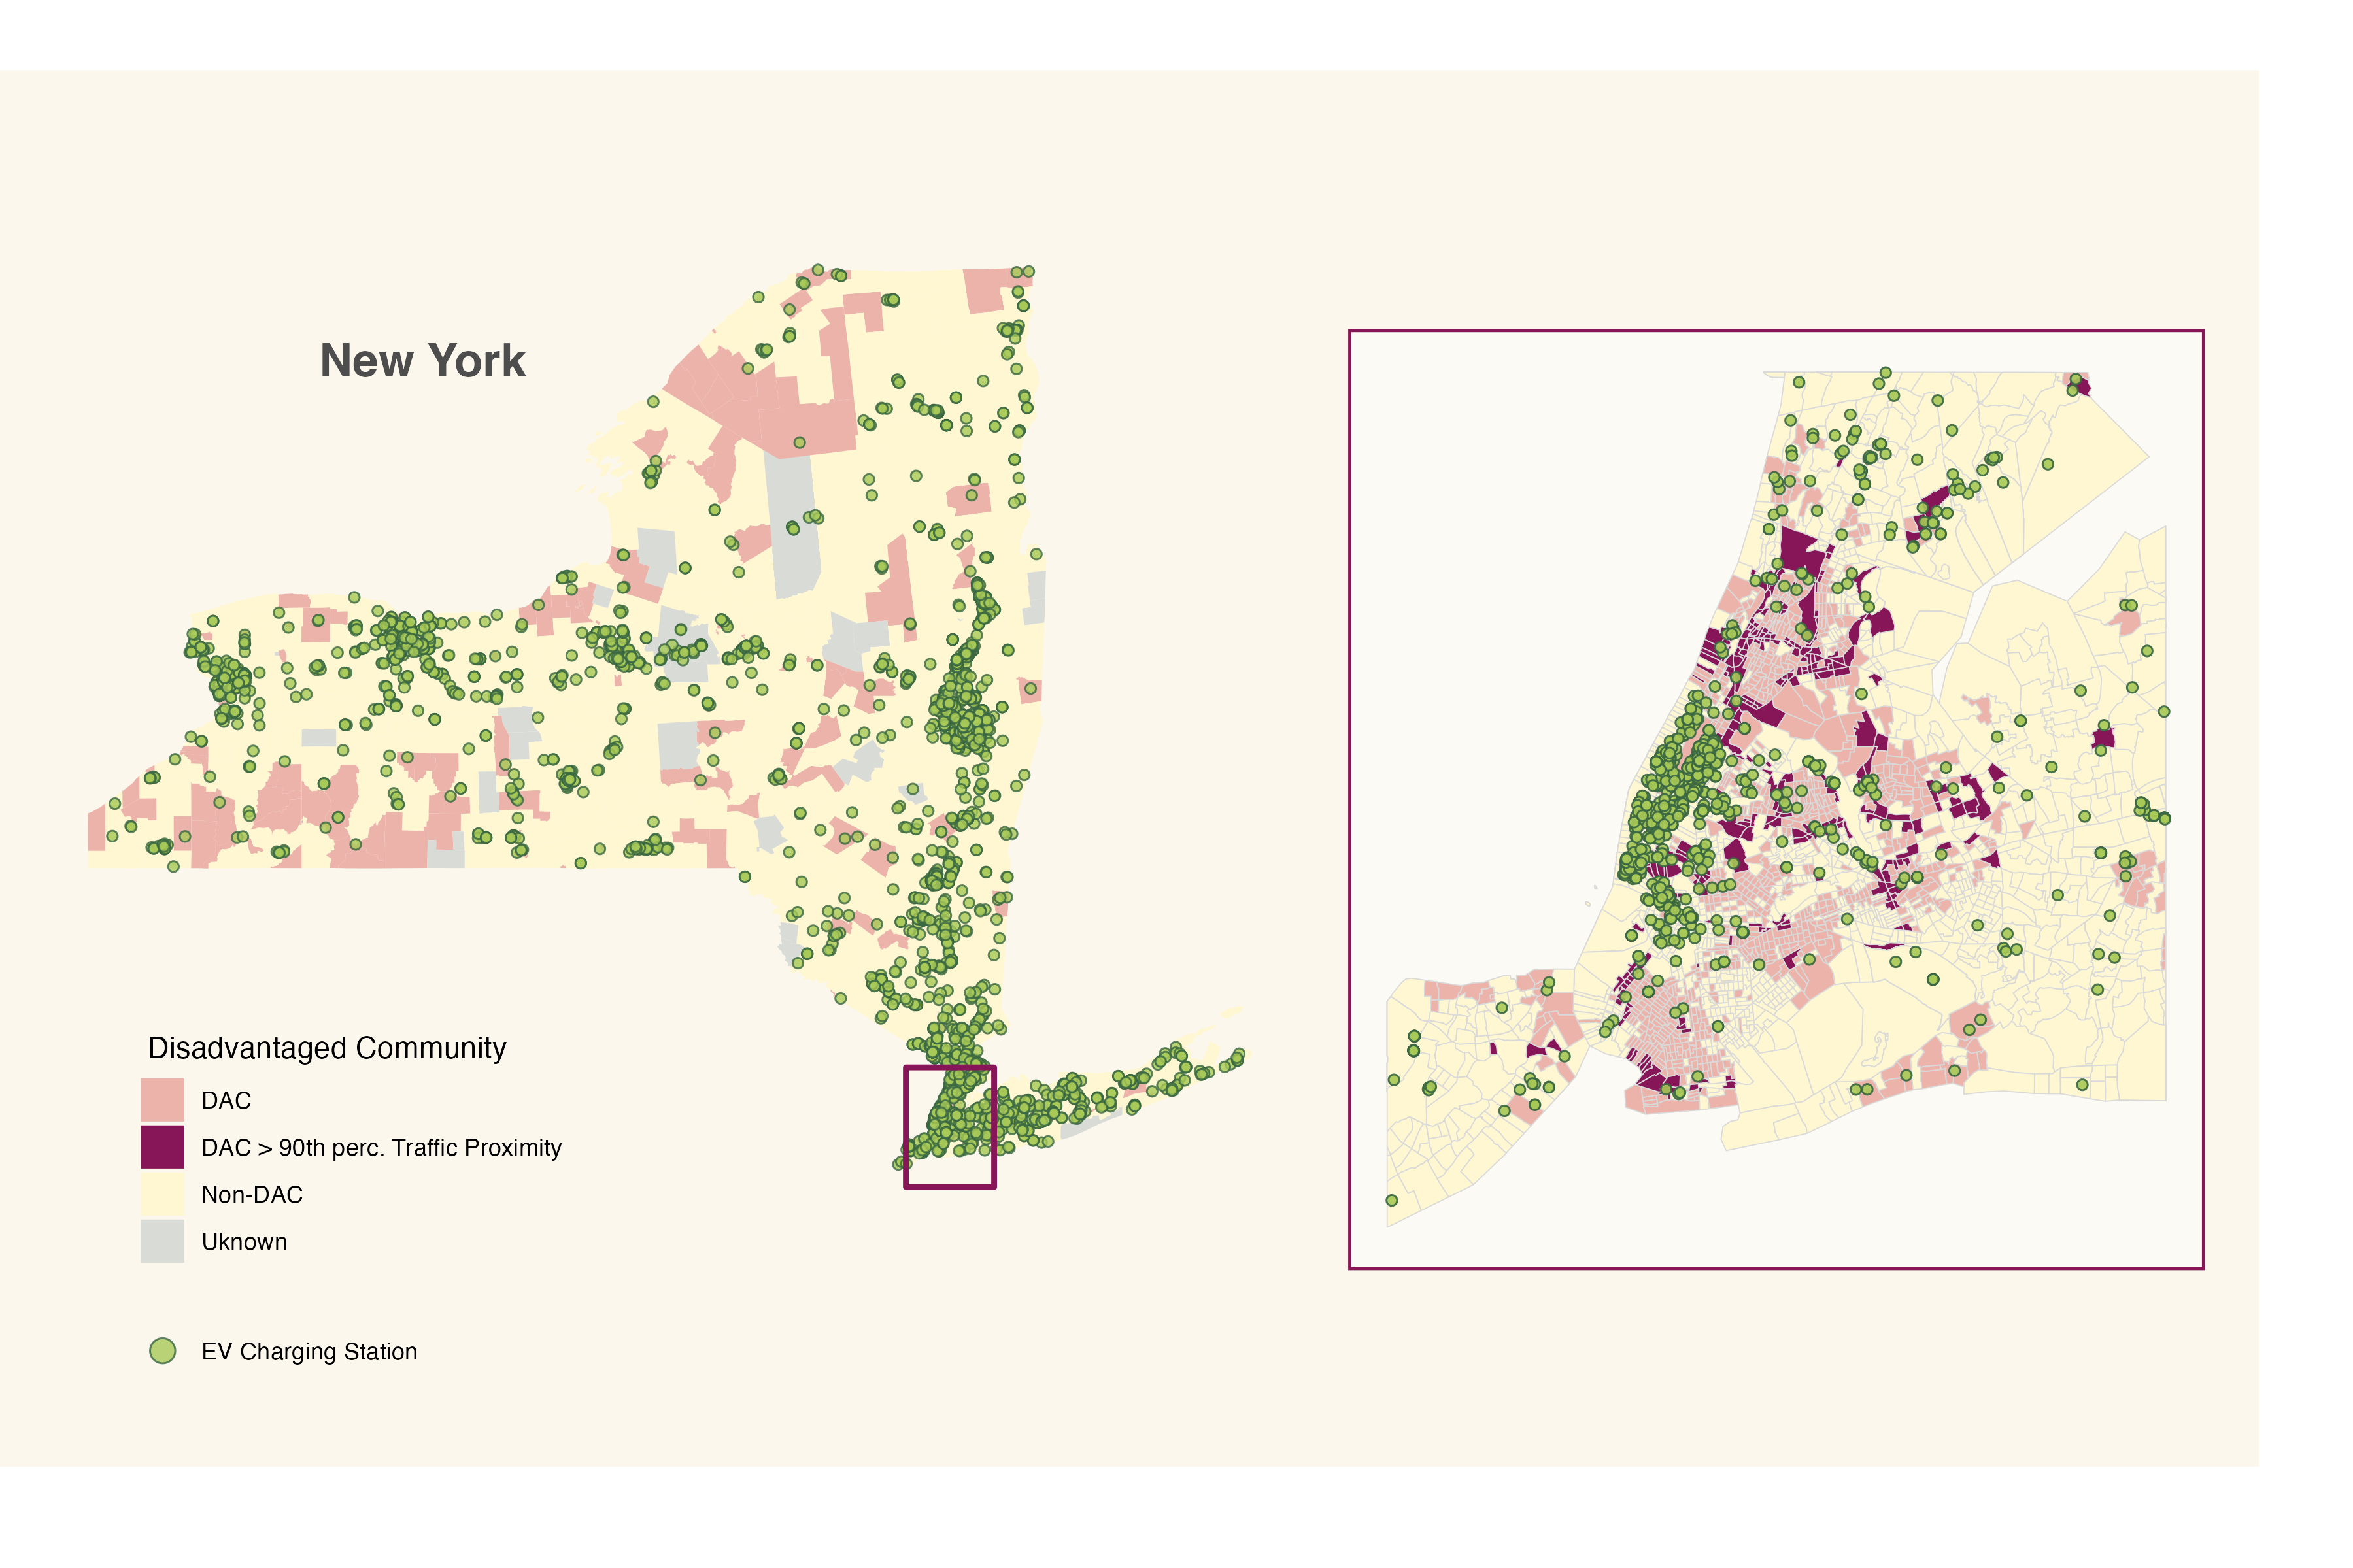 New York
Disadvantaged Community
DAC
DAC > 90th perc. Traffic Proximity
Non-DAC
Uknown
EV Charging Station